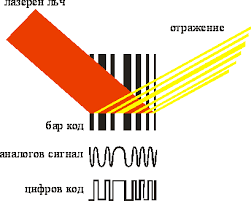 лазерен лъч
отражение
бар код
аналогов сигнал
цифров код